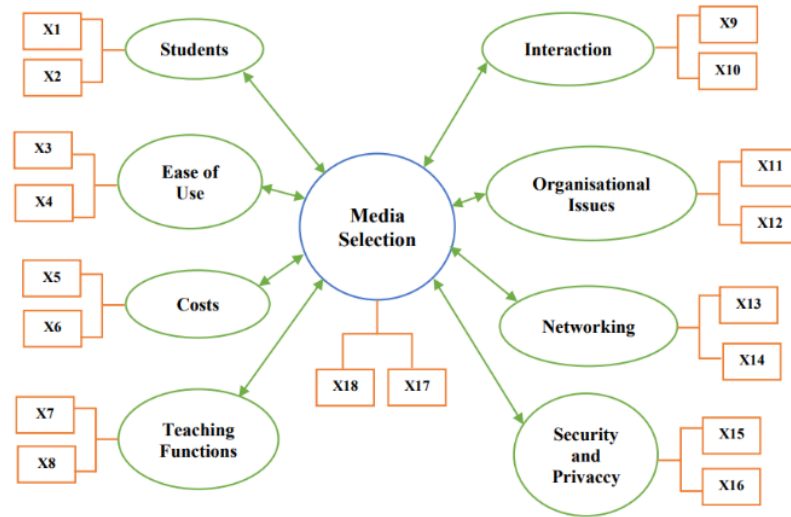 X1
X2
Students
X3
X4
Ease of
Use
X5
X6
Costs
X7
X8
Teaching
Functions
Media
Selection
X18
X17
Interaction
X9
X10
Organisational
Issues
X11
X12
Networking
X13
X14
Security
and
Privaccy
X15
X16